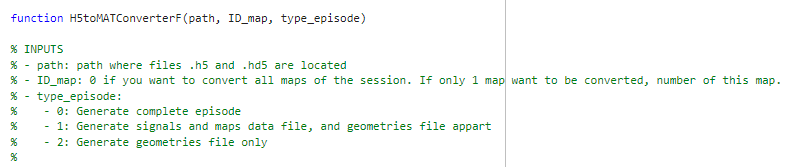 function H5toMATConverterF(path, ID_map, type_episode)
% INPUTS
% - path: path where files .h5 and .hd5 are located
% - ID_map: 0 if you want to convert all maps of the session. If only 1 map want to be converted, number of this map.
% - type_episode:
%    - 0: Generate complete episode
%    - 1: Generate signals and maps data file, and geometries file appart
%    - 2: Generate geometries file only
%